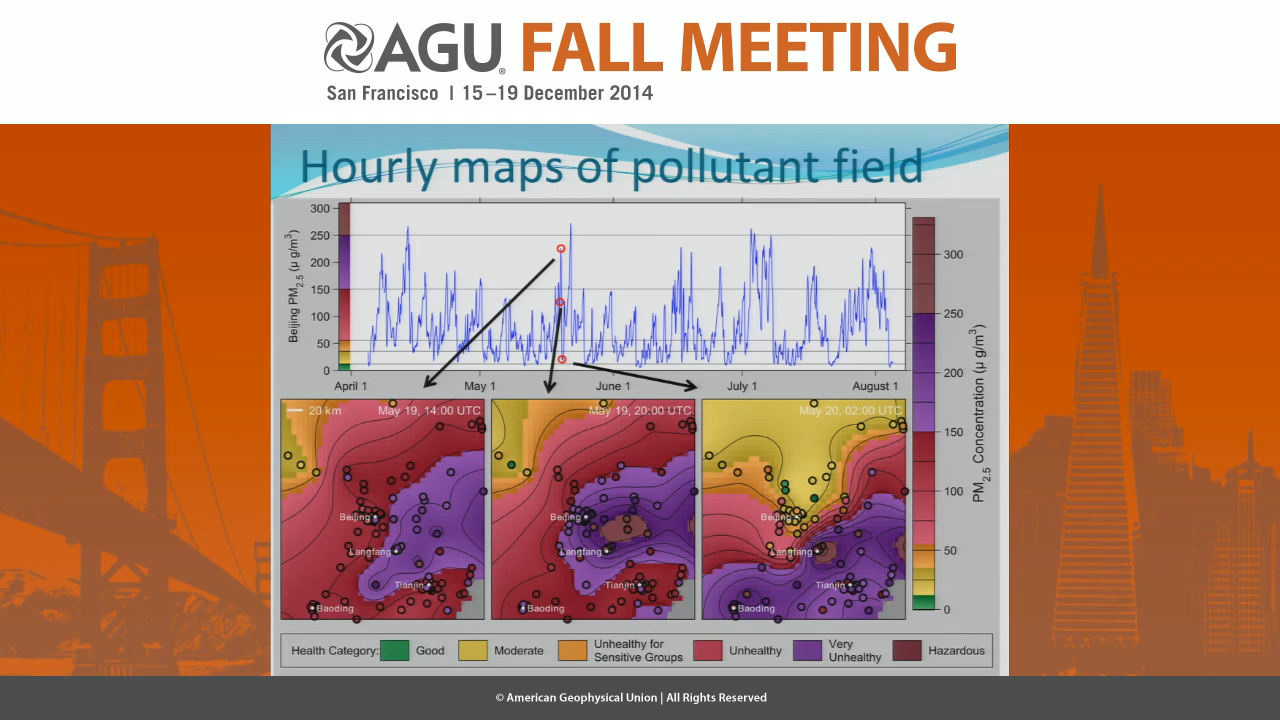 AGU® FALL MEETING
San Francisco | 15–19 December 2014
Hourly maps of pollutant field
Beijing PM2.5 (μ g/m³)
300
250
200
150
100
50
0
April 1 May 1 June 1 July 1 August 1
20 km May 19, 14:00 UTC
Beijing
Langfang
Tianjin
Baoding
May 19, 20:00 UTC
Beijing
Langfang
Tianjin
Baoding
May 20, 02:00 UTC
Beijing
Langfang
Tianjin
Baoding
300
250
200
150
100
50
0
PM2.5 Concentration (μ g/m³)
Health Category: Good Moderate Unhealthy for Sensitive Groups Unhealthy Very Unhealthy Hazardous
© American Geophysical Union | All Rights Reserved